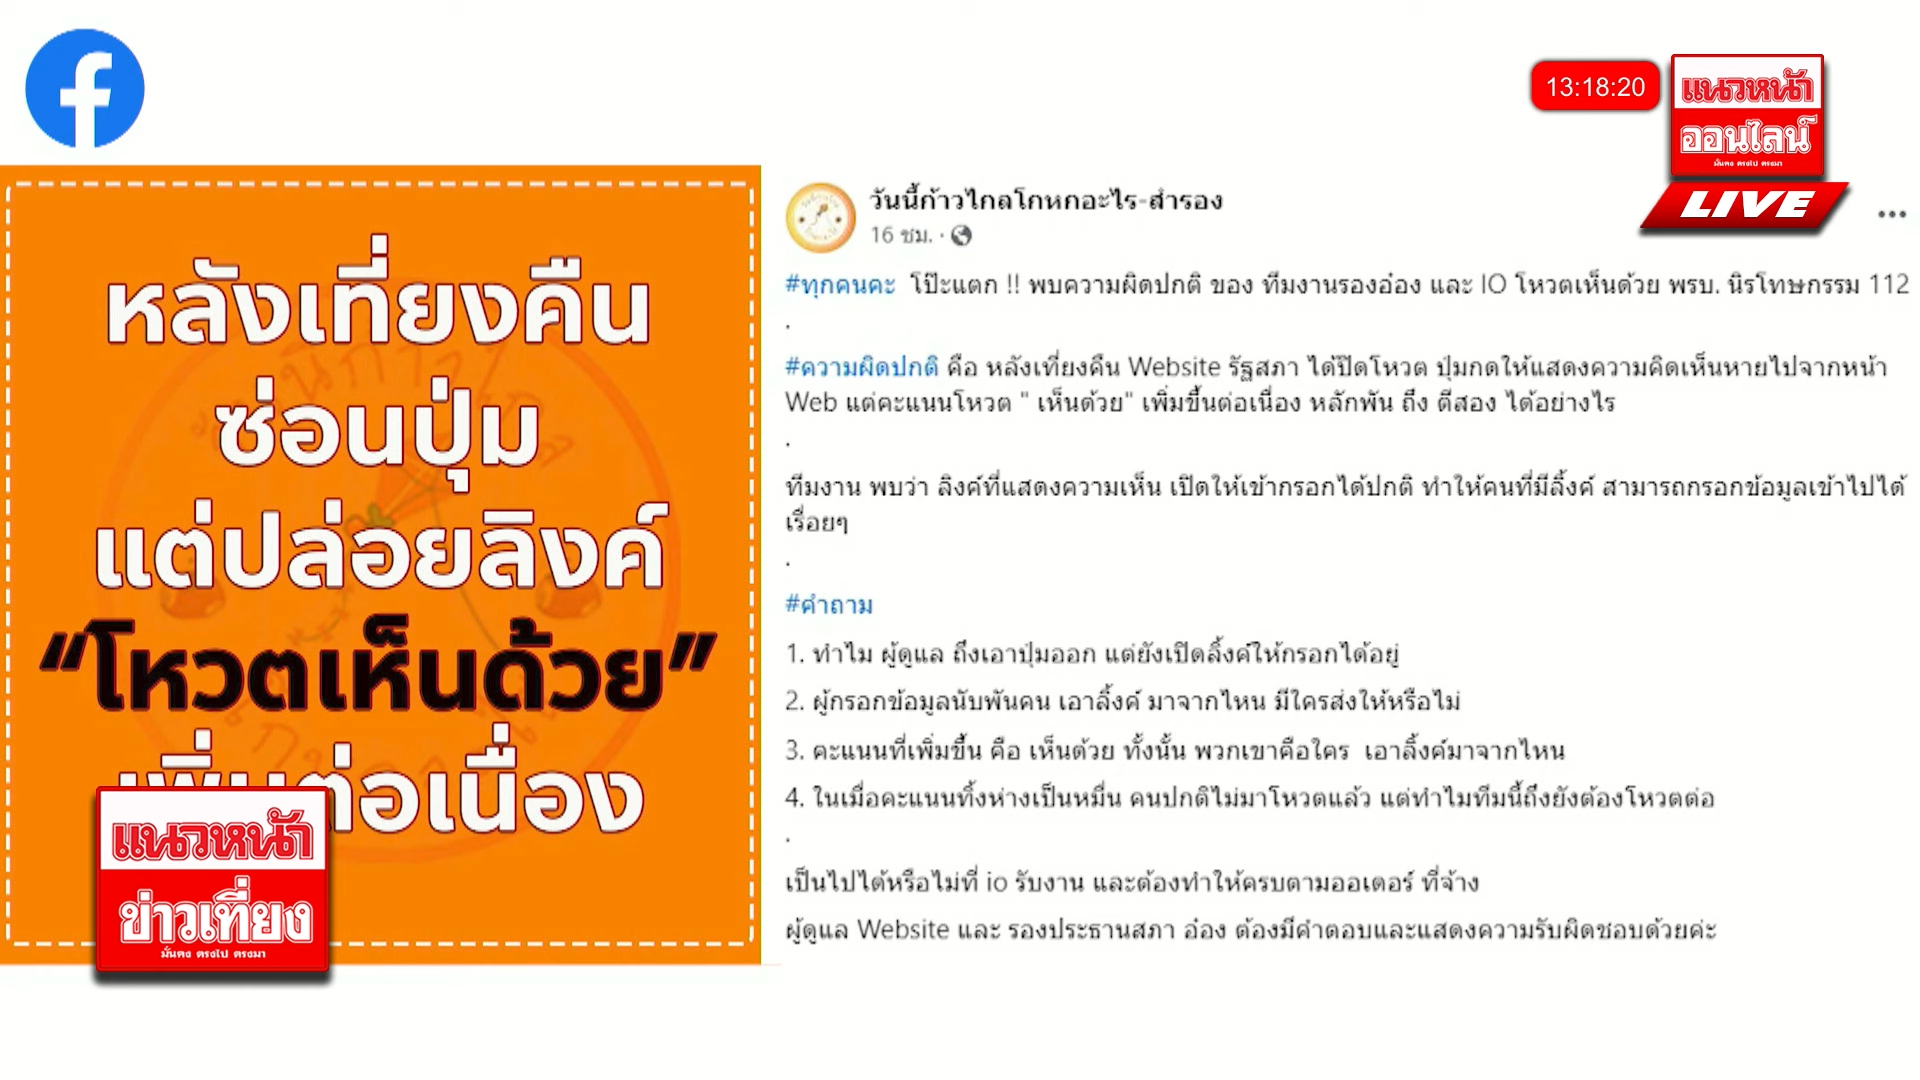 13:18:20
แนวหน้า
ออนไลน์
มั่นคง ตรงไป ตรงมา
LIVE
หลังเที่ยงคืน
ซ่อนปุ่ม
แต่ปล่อยลิงค์
“โหวตเห็นด้วย”
เพิ่มต่อเนื่อง
แนวหน้า
ข่าวเที่ยง
มั่นคง ตรงไป ตรงมา
วันนี้ก้าวไกลโกหกอะไร-สำรอง
16 ชม. ·
#ทุกคนคะ โป๊ะแตก !! พบความผิดปกติ ของ ทีมงานรองอ๋อง และ IO โหวตเห็นด้วย พรบ. นิรโทษกรรม 112
.
#ความผิดปกติ คือ หลังเที่ยงคืน Website รัฐสภา ได้ปิดโหวต ปุ่มกดให้แสดงความคิดเห็นหายไปจากหน้า
Web แต่คะแนนโหวต " เห็นด้วย" เพิ่มขึ้นต่อเนื่อง หลักพัน ถึง ตีสอง ได้อย่างไร
.
ทีมงาน พบว่า ลิงค์ที่แสดงความเห็น เปิดให้เข้ากรอกได้ปกติ ทำให้คนที่มีลิ้งค์ สามารถกรอกข้อมูลเข้าไปได้
เรื่อยๆ
.
#คำถาม
1. ทำไม ผู้ดูแล ถึงเอาปุ่มออก แต่ยังเปิดลิ้งค์ให้กรอกได้อยู่
2. ผู้กรอกข้อมูลนับพันคน เอาลิ้งค์ มาจากไหน มีใครส่งให้หรือไม่
3. คะแนนที่เพิ่มขึ้น คือ เห็นด้วย ทั้งนั้น พวกเขาคือใคร เอาลิ้งค์มาจากไหน
4. ในเมื่อคะแนนทิ้งห่างเป็นหมื่น คนปกติไม่มาโหวตแล้ว แต่ทำไมทีมนี้ถึงยังต้องโหวตต่อ
.
เป็นไปได้หรือไม่ที่ io รับงาน และต้องทำให้ครบตามออเตอร์ ที่จ้าง
ผู้ดูแล Website และ รองประธานสภา อ๋อง ต้องมีคำตอบและแสดงความรับผิดชอบด้วยค่ะ